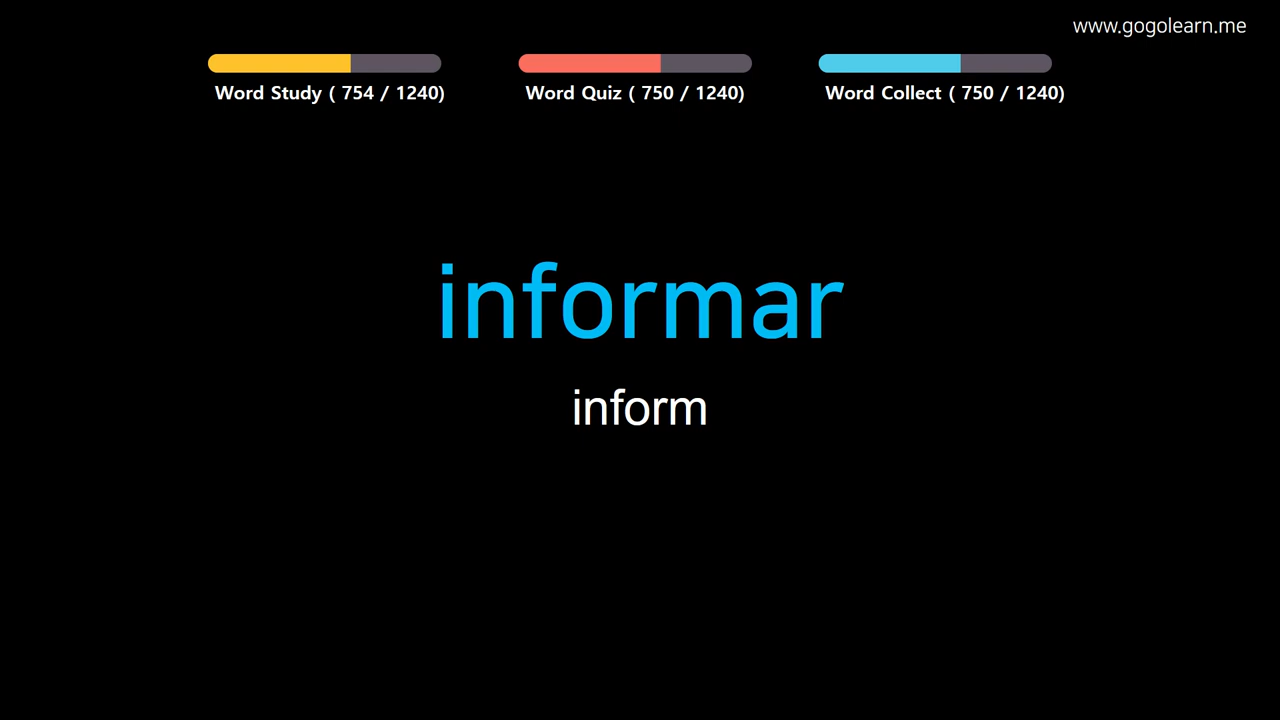 www.gogolearn.me
Word Study ( 754 / 1240)
Word Quiz ( 750 / 1240)
Word Collect ( 750 / 1240)
informar
inform